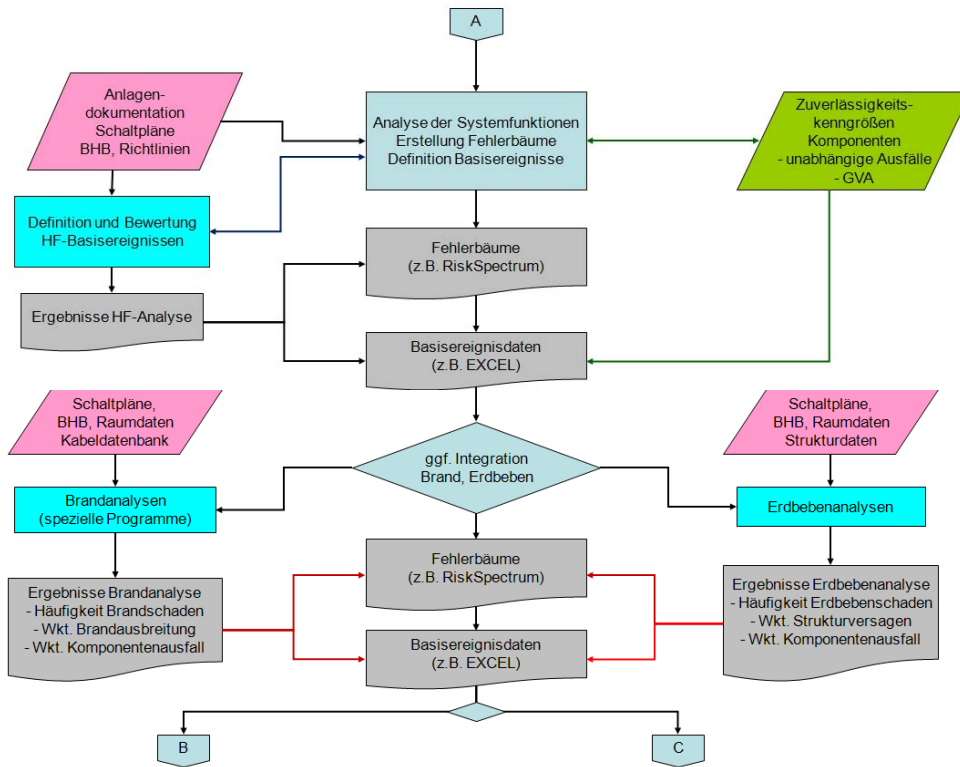 A
Anlagen-
dokumentation
Schaltpläne
BHB, Richtlinien
Analyse der Systemfunktionen
Erstellung Fehlerbäume
Definition Basisereignisse
Zuverlässigkeits-
kenngrößen
Komponenten
- unabhängige Ausfälle
- GVA
Definition und Bewertung
HF-Basisereignissen
Fehlerbäume
(z.B. RiskSpectrum)
Ergebnisse HF-Analyse
Basisereignisdaten
(z.B. EXCEL)
Schaltpläne,
BHB, Raumdaten
Kabeldatenbank
Schaltpläne,
BHB, Raumdaten
Strukturdaten
ggf. Integration
Brand, Erdbeben
Brandanalysen
(spezielle Programme)
Erdbebenanalysen
Fehlerbäume
(z.B. RiskSpectrum)
Ergebnisse Brandanalyse
- Häufigkeit Brandschaden
- Wkt. Brandausbreitung
- Wkt. Komponentenausfall
Ergebnisse Erdbebenanalyse
- Häufigkeit Erdbebenschaden
- Wkt. Strukturversagen
- Wkt. Komponentenausfall
Basisereignisdaten
(z.B. EXCEL)
B
C